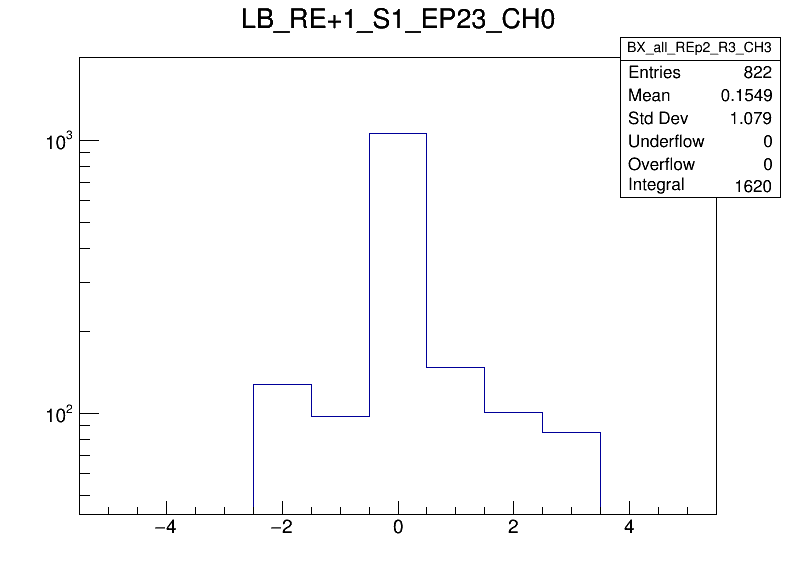 LB_RE+1_S1_EP23_CH0
BX_all_REp2_R3_CH3
Entries 822
Mean 0.1549
Std Dev 1.079
Underflow 0
Overflow 0
Integral 1620
10³
10²
−4 −2 0 2 4